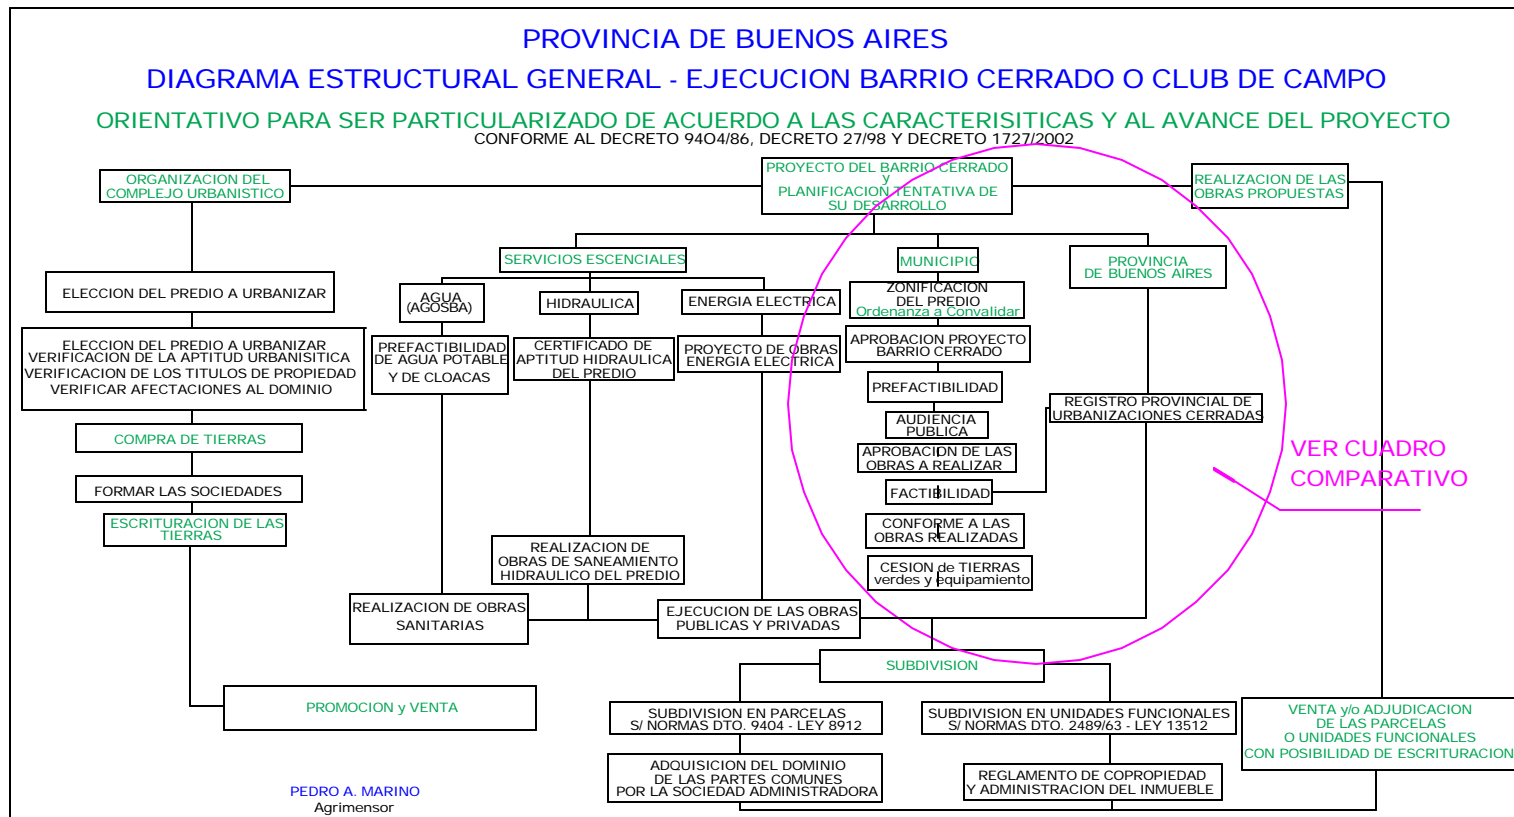 PROVINCIA DE BUENOS AIRES
DIAGRAMA ESTRUCTURAL GENERAL - EJECUCION BARRIO CERRADO O CLUB DE CAMPO
ORIENTATIVO PARA SER PARTICULARIZADO DE ACUERDO A LAS CARACTERISITICAS Y AL AVANCE DEL PROYECTO
CONFORME AL DECRETO 94O4/86, DECRETO 27/98 Y DECRETO 1727/2002
ORGANIZACION DEL
COMPLEJO URBANISTICO
PROYECTO DEL BARRIO CERRADO
y
PLANIFICACION TENTATIVA DE
SU DESARROLLO
REALIZACION DE LAS
OBRAS PROPUESTAS
SERVICIOS ESCENCIALES
MUNICIPIO
PROVINCIA
DE BUENOS AIRES
ELECCION DEL PREDIO A URBANIZAR
AGUA
(AGOSBA)
HIDRAULICA
ENERGIA ELECTRICA
ZONIFICACION
DEL PREDIO
Ordenanza a Convalidar
ELECCION DEL PREDIO A URBANIZAR
VERIFICACION DE LA APTITUD URBANISITICA
VERIFICACION DE LOS TITULOS DE PROPIEDAD
VERIFICAR AFECTACIONES AL DOMINIO
PREFACTIBILIDAD
DE AGUA POTABLE
Y DE CLOACAS
CERTIFICADO DE
APTITUD HIDRAULICA
DEL PREDIO
PROYECTO DE OBRAS
ENERGIA ELECTRICA
APROBACION PROYECTO
BARRIO CERRADO
PREFACTIBILIDAD
REGISTRO PROVINCIAL DE
URBANIZACIONES CERRADAS
AUDIENCIA
PUBLICA
COMPRA DE TIERRAS
APROBACION DE LAS
OBRAS A REALIZAR
VER CUADRO
COMPARATIVO
FORMAR LAS SOCIEDADES
FACTIBILIDAD
ESCRITURACION DE LAS
TIERRAS
CONFORME A LAS
OBRAS REALIZADAS
REALIZACION DE
OBRAS DE SANEAMIENTO
HIDRAULICO DEL PREDIO
CESION de TIERRAS
verdes y equipamiento
REALIZACION DE OBRAS
SANITARIAS
EJECUCION DE LAS OBRAS
PUBLICAS Y PRIVADAS
SUBDIVISION
PROMOCION y VENTA
SUBDIVISION EN PARCELAS
S/ NORMAS DTO. 9404 - LEY 8912
SUBDIVISION EN UNIDADES FUNCIONALES
S/ NORMAS DTO. 2489/63 - LEY 13512
VENTA y/o ADJUDICACION
DE LAS PARCELAS
O UNIDADES FUNCIONALES
CON POSIBILIDAD DE ESCRITURACION
ADQUISICION DEL DOMINIO
DE LAS PARTES COMUNES
POR LA SOCIEDAD ADMINISTRADORA
REGLAMENTO DE COPROPIEDAD
Y ADMINISTRACION DEL INMUEBLE
PEDRO A. MARINO
Agrimensor